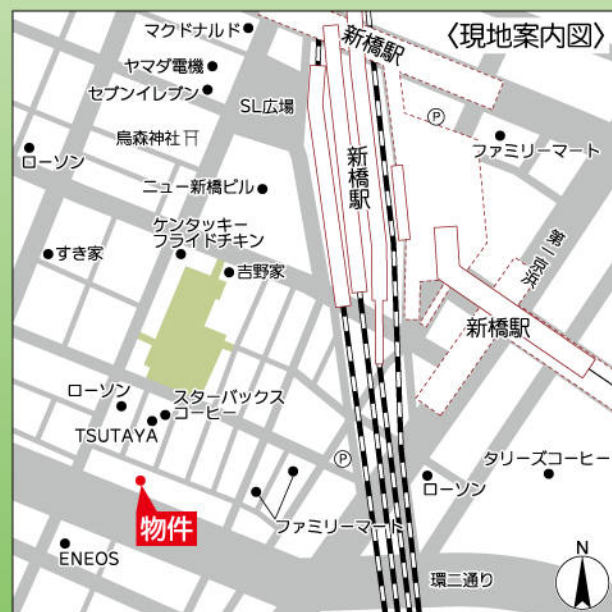 〈現地案内図〉
マクドナルド
新橋駅
ヤマダ電機
セブンイレブン
SL広場
Ⓟ
烏森神社
ファミリーマート
ローソン
新橋駅
ニュー新橋ビル
ケンタッキー
フライドチキン
すき家
吉野家
第一京浜
新橋駅
ローソン
スターバックス
コーヒー
TSUTAYA
Ⓟ
タリーズコーヒー
ローソン
物件
ファミリーマート
ENEOS
環二通り
N